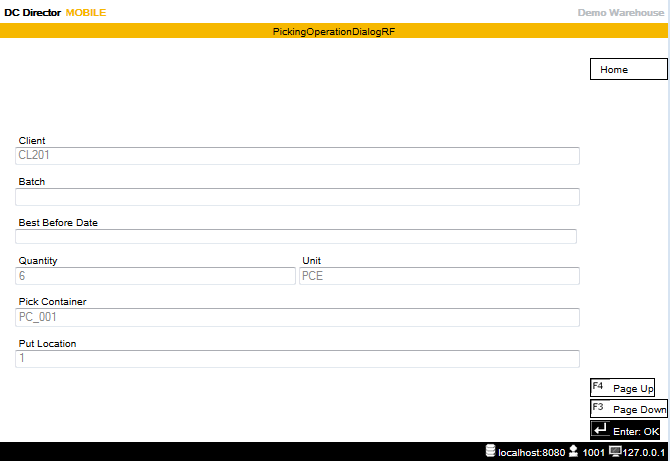 DC Director MOBILE Demo Warehouse
PickingOperationDialogRF
Home
Client
CL201
Batch
Best Before Date
Quantity Unit
6 PCE
Pick Container
PC_001
Put Location
1
F4 Page Up
F3 Page Down
Enter: OK
localhost:8080 1001 127.0.0.1